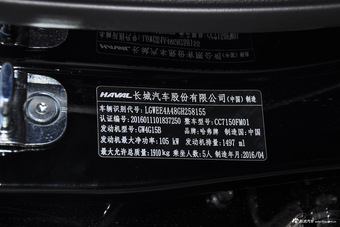 HAVAL 长城汽车股份有限公司(中国)制造
车辆识别代号: LGWEE4A48GH258155
认证编号: 2016011101837250 整车型号: CC7150FM01
发动机型号: GW4G15B 品牌: 哈弗牌 制造国: 中国
发动机最大净功率: 105 kW 发动机排量: 1497 ml
最大允许总质量: 1910kg 乘坐人数: 5人 制造年月: 2016/04